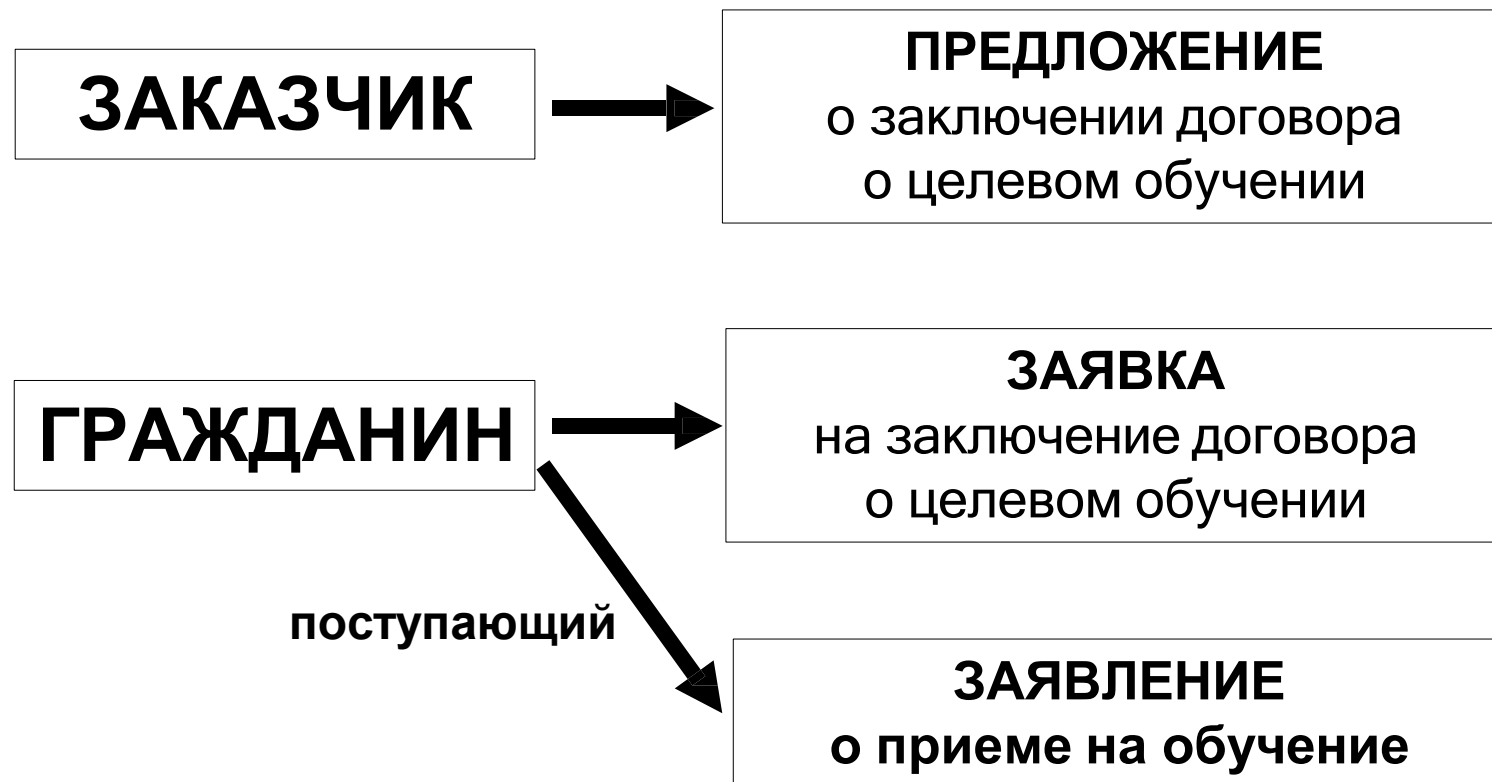 ЗАКАЗЧИК
ПРЕДЛОЖЕНИЕ
о заключении договора
о целевом обучении
ГРАЖДАНИН
ЗАЯВКА
на заключение договора
о целевом обучении
поступающий
ЗАЯВЛЕНИЕ
о приеме на обучение